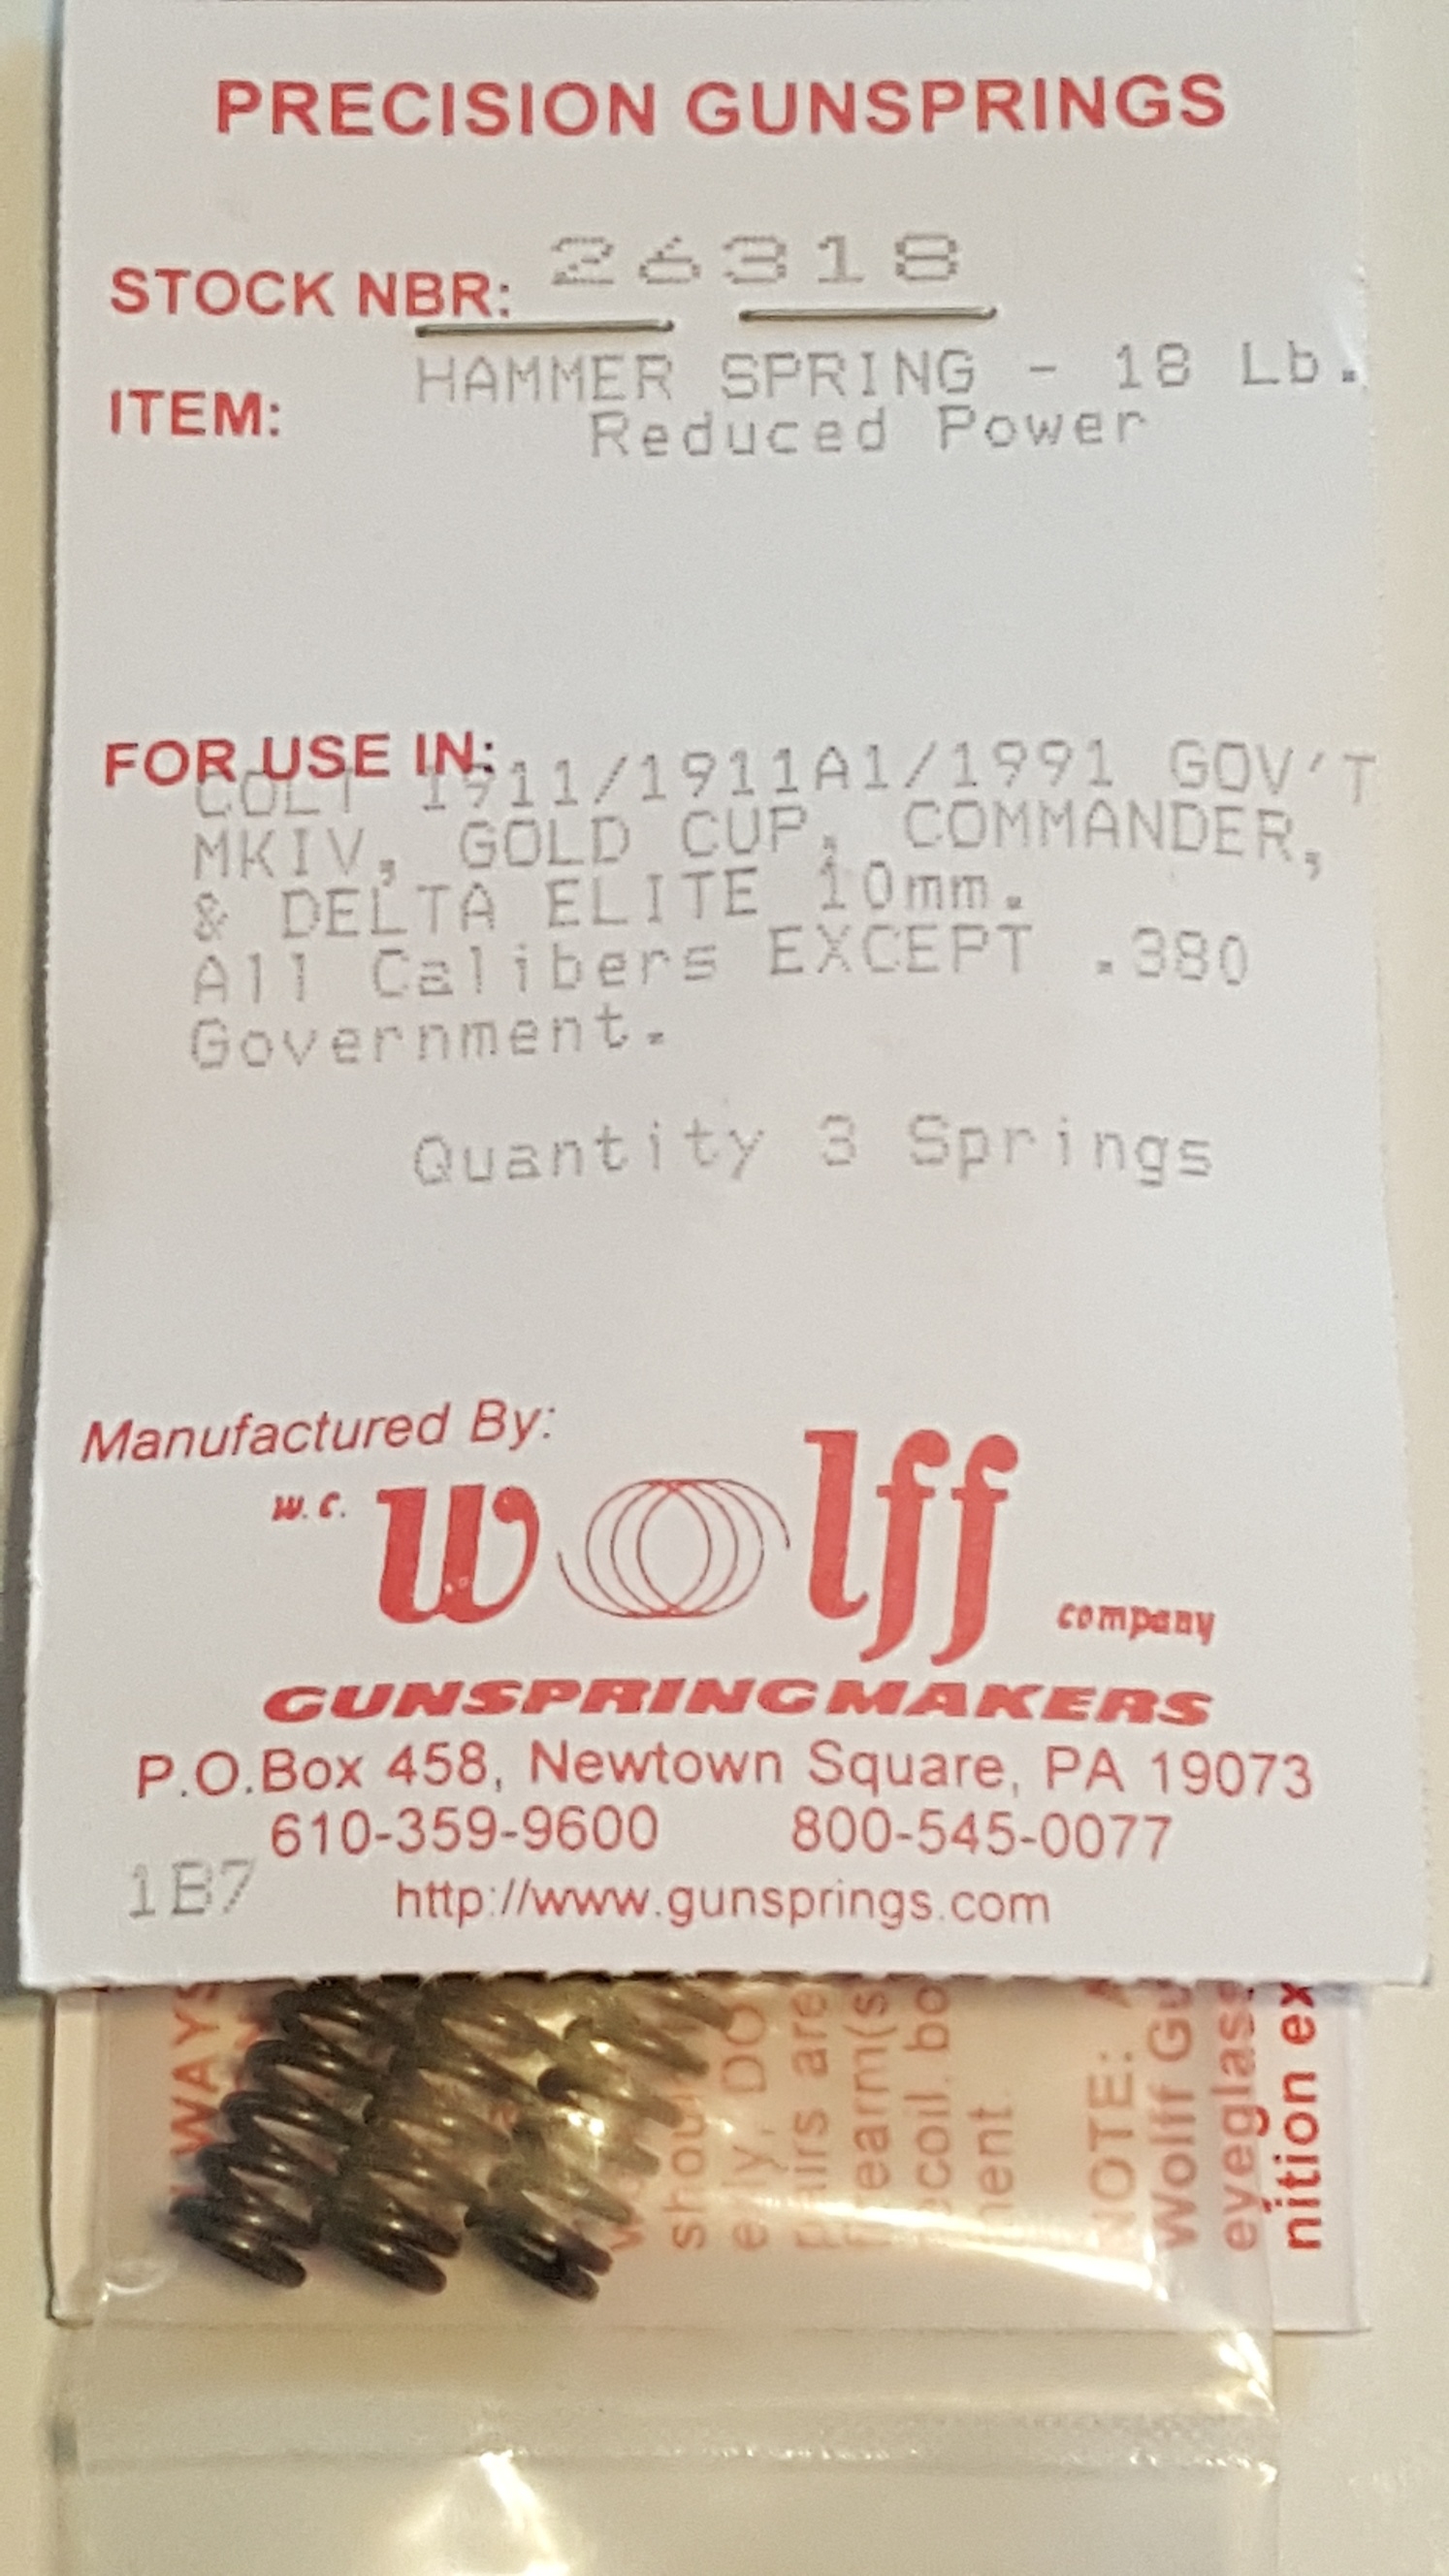 PRECISION GUNSPRINGS
STOCK NBR: 26318
ITEM: HAMMER SPRING - 18 Lb.
Reduced Power
FOR USE IN:
COLT 1911/1911A1/1991 GOV'T
MKIV, GOLD CUP, COMMANDER,
& DELTA ELITE 10mm.
All Calibers EXCEPT .380
Government.
Quantity 3 Springs
Manufactured By:
w. c. wolff company
GUNSPRINGMAKERS
P.O.Box 458, Newtown Square, PA 19073
610-359-9600 800-545-0077
1B7 http://www.gunsprings.com
NOTE:
Wolff
nition